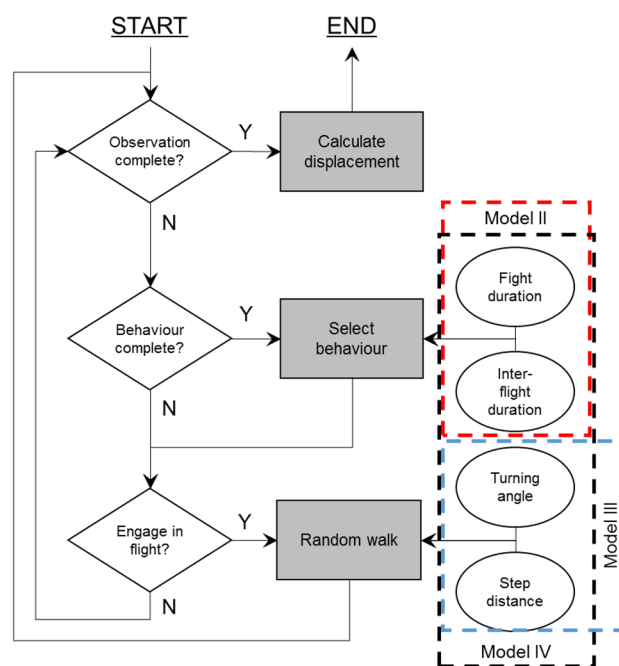 START
END
Observation
complete?
Y
Calculate
displacement
N
Model II
Fight
duration
Behaviour
complete?
Y
Select
behaviour
Inter-
flight
duration
N
Turning
angle
Engage in
flight?
Y
Random walk
Model III
N
Step
distance
Model IV